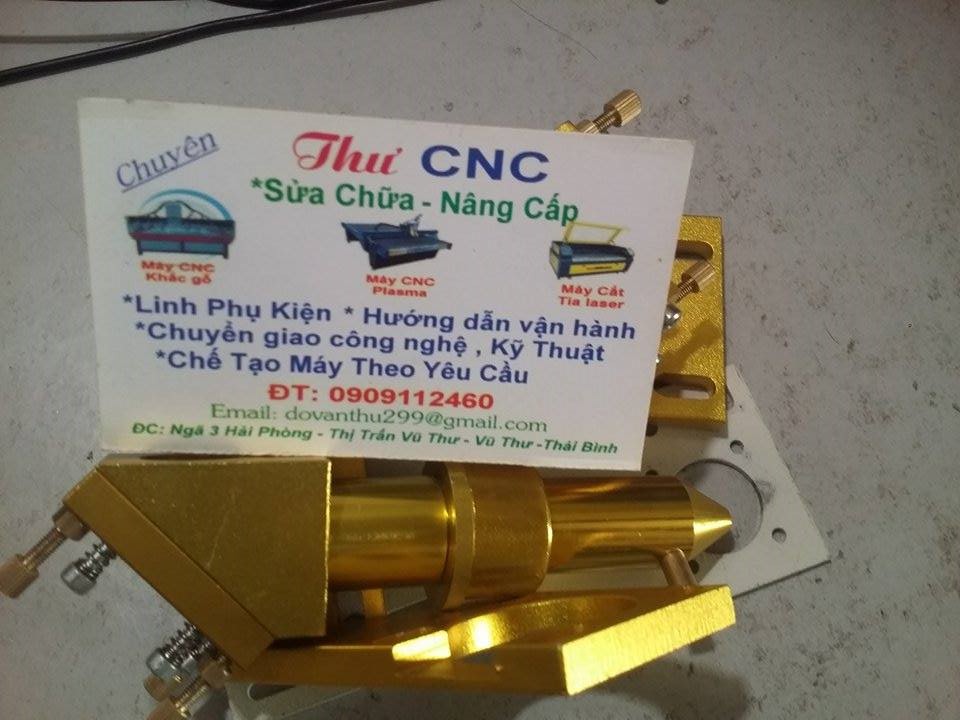 Chuyên
Thư CNC
*Sửa Chữa - Nâng Cấp
Máy CNC
Khắc gỗ
Máy CNC
Plasma
Máy Cắt
Tia laser
*Linh Phụ Kiện * Hướng dẫn vận hành
*Chuyển giao công nghệ , Kỹ Thuật
*Chế Tạo Máy Theo Yêu Cầu
ĐT: 0909112460
Email: dovanthu299@gmail.com
ĐC: Ngã 3 Hải Phòng - Thị Trấn Vũ Thư - Vũ Thư -Thái Bình